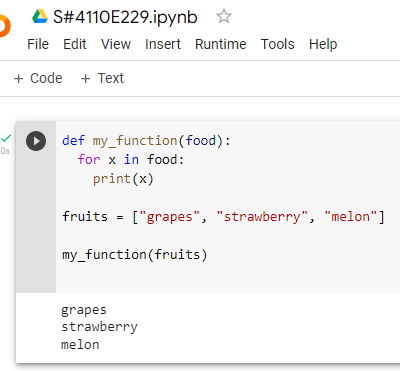 S#4110E229.ipynb
File Edit View Insert Runtime Tools Help
+ Code + Text
0s
def my_function(food):
  for x in food:
    print(x)
fruits = ["grapes", "strawberry", "melon"]
my_function(fruits)
grapes
strawberry
melon